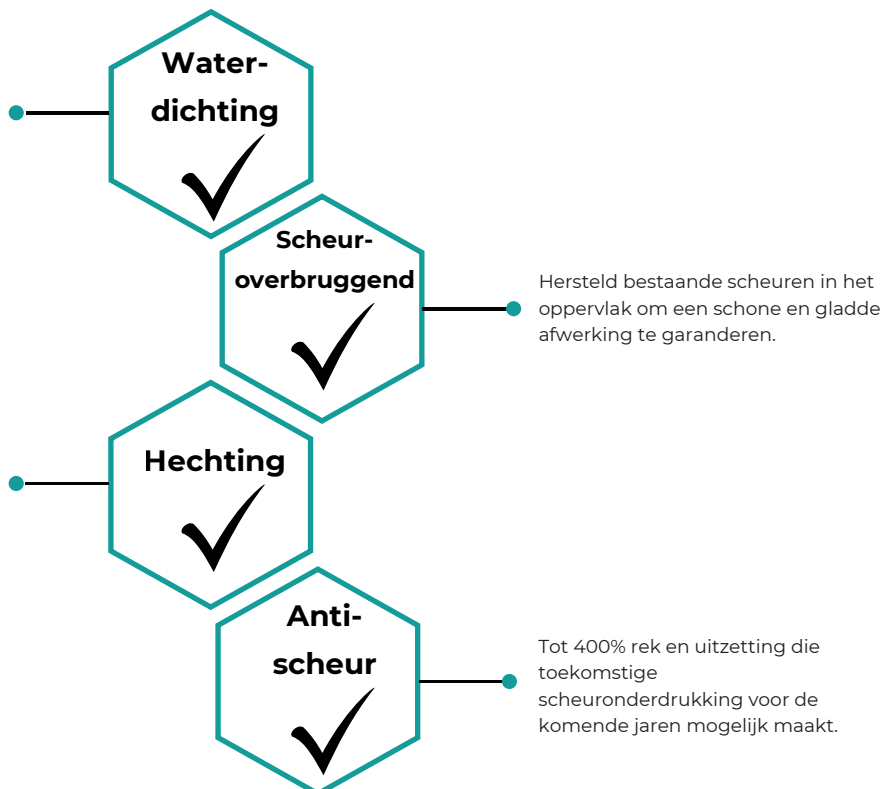 Water-
dichting
Scheur-
overbruggend
Hersteld bestaande scheuren in het
oppervlak om een schone en gladde
afwerking te garanderen.
Hechting
Anti-
scheur
Tot 400% rek en uitzetting die
toekomstige
scheuronderdrukking voor de
komende jaren mogelijk maakt.